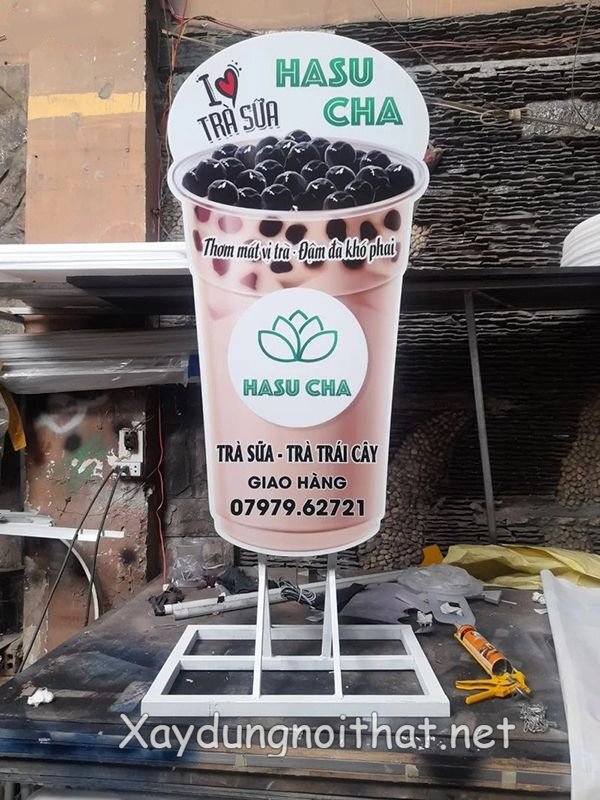 I ❤ HASU
TRÀ SỮA CHA
Thơm mát vị trà - Đậm đà khó phai
HASU CHA
TRÀ SỮA - TRÀ TRÁI CÂY
GIAO HÀNG
07979.62721
Xaydungnoithat.net